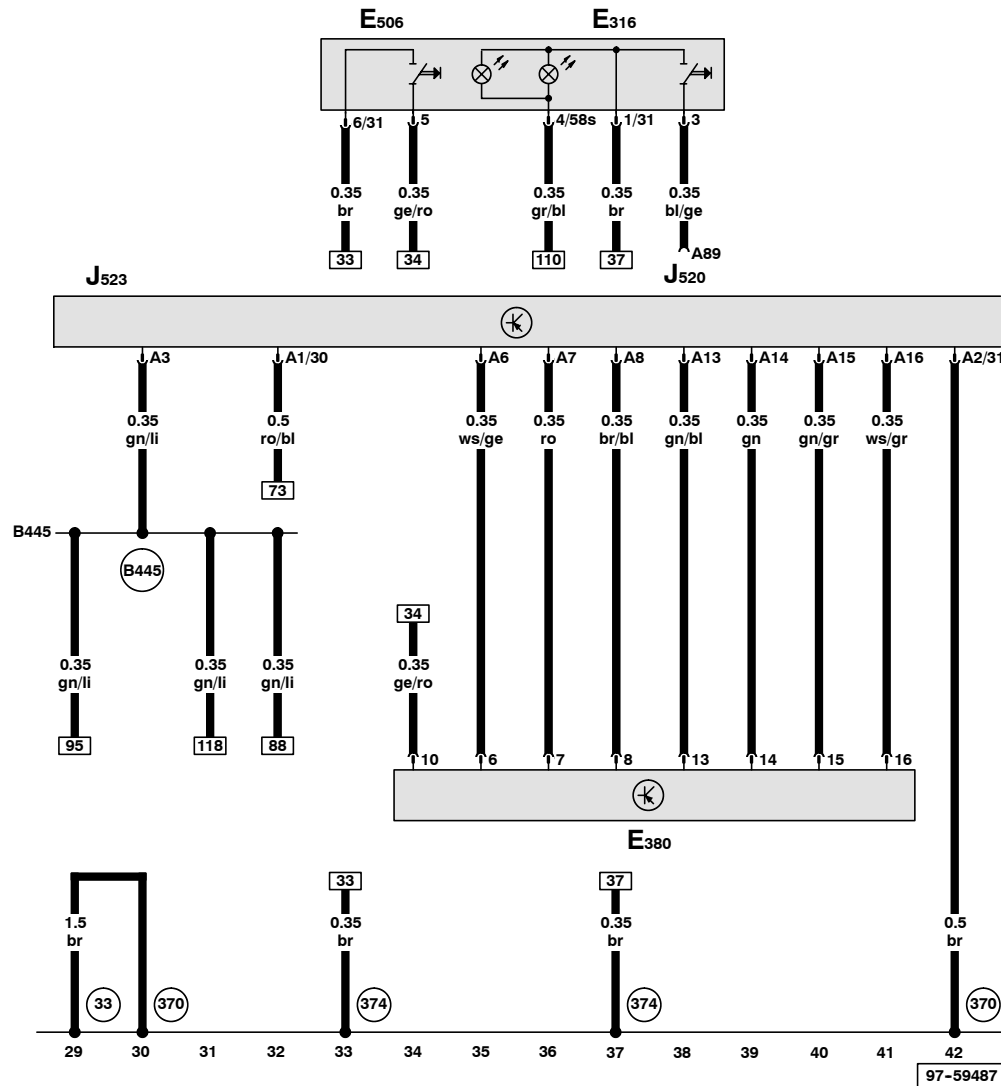 E506 E316
6/31 5 4/58s 1/31 3
0.35 0.35 0.35 0.35 0.35
br ge/ro gr/bl br bl/ge
33 34 110 37 A89
J523 J520
A3 A1/30 A6 A7 A8 A13 A14 A15 A16 A2/31
0.35 0.5 0.35 0.35 0.35 0.35 0.35 0.35 0.35
gn/li ro/bl ws/ge ro br/bl gn/bl gn gn/gr ws/gr
73
B445
B445
34
0.35 0.35 0.35 0.35
gn/li gn/li gn/li ge/ro
95 118 88
10 6 7 8 13 14 15 16
E380
33 37
1.5 0.35 0.35 0.5
br br br br
33 370 374 374 370
29 30 31 32 33 34 35 36 37 38 39 40 41 42
97-59487